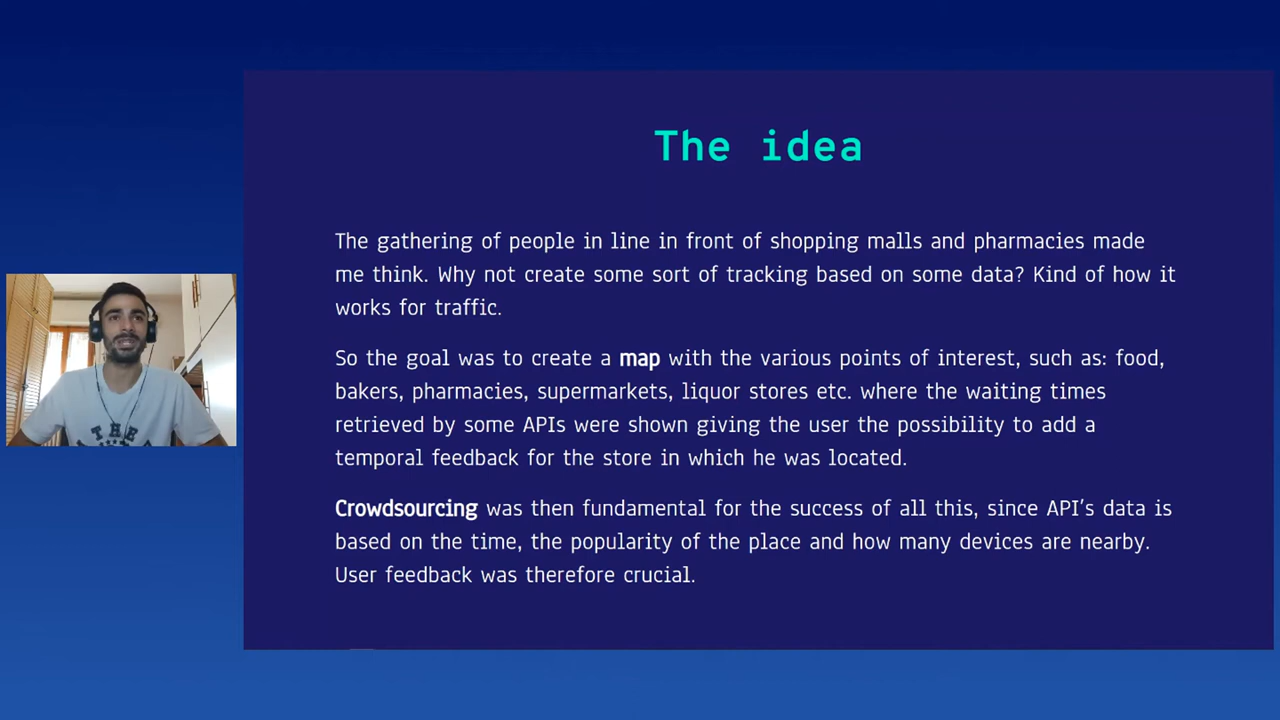 The idea
The gathering of people in line in front of shopping malls and pharmacies made
me think. Why not create some sort of tracking based on some data? Kind of how it
works for traffic.
So the goal was to create a map with the various points of interest, such as: food,
bakers, pharmacies, supermarkets, liquor stores etc. where the waiting times
retrieved by some APIs were shown giving the user the possibility to add a
temporal feedback for the store in which he was located.
Crowdsourcing was then fundamental for the success of all this, since API's data is
based on the time, the popularity of the place and how many devices are nearby.
User feedback was therefore crucial.
THE